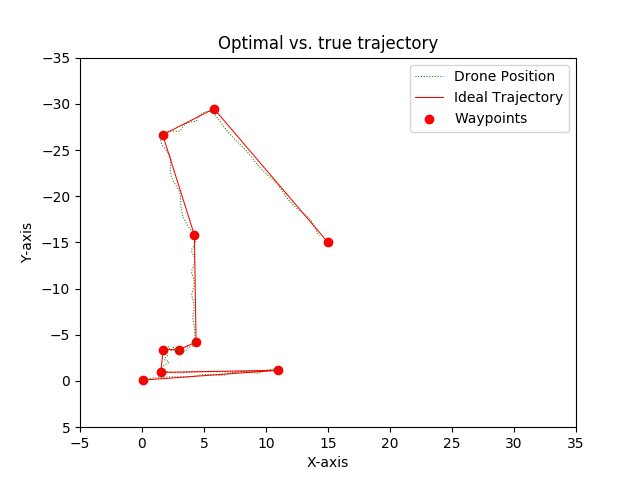 Optimal vs. true trajectory
−35
−30
−25
−20
−15
−10
−5
0
5
Y-axis
Drone Position
Ideal Trajectory
Waypoints
−5 0 5 10 15 20 25 30 35
X-axis